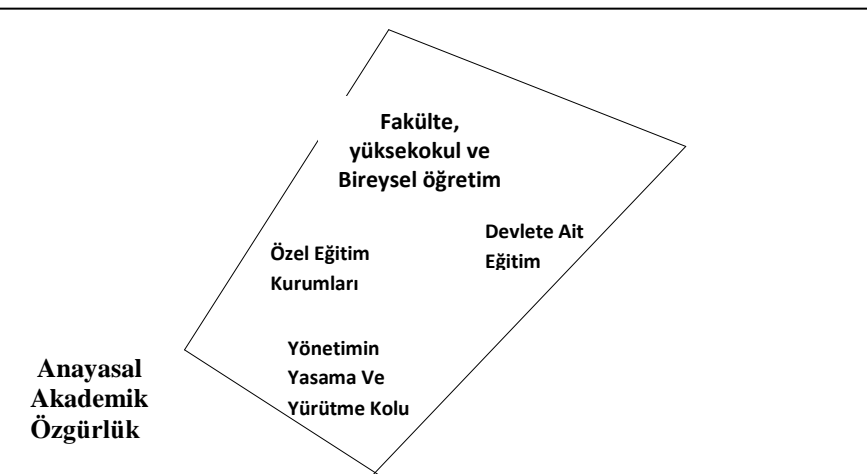 Fakülte,
yüksekokul ve
Bireysel öğretim
Devlete Ait
Eğitim
Özel Eğitim
Kurumları
Yönetimin
Yasama Ve
Yürütme Kolu
Anayasal
Akademik
Özgürlük